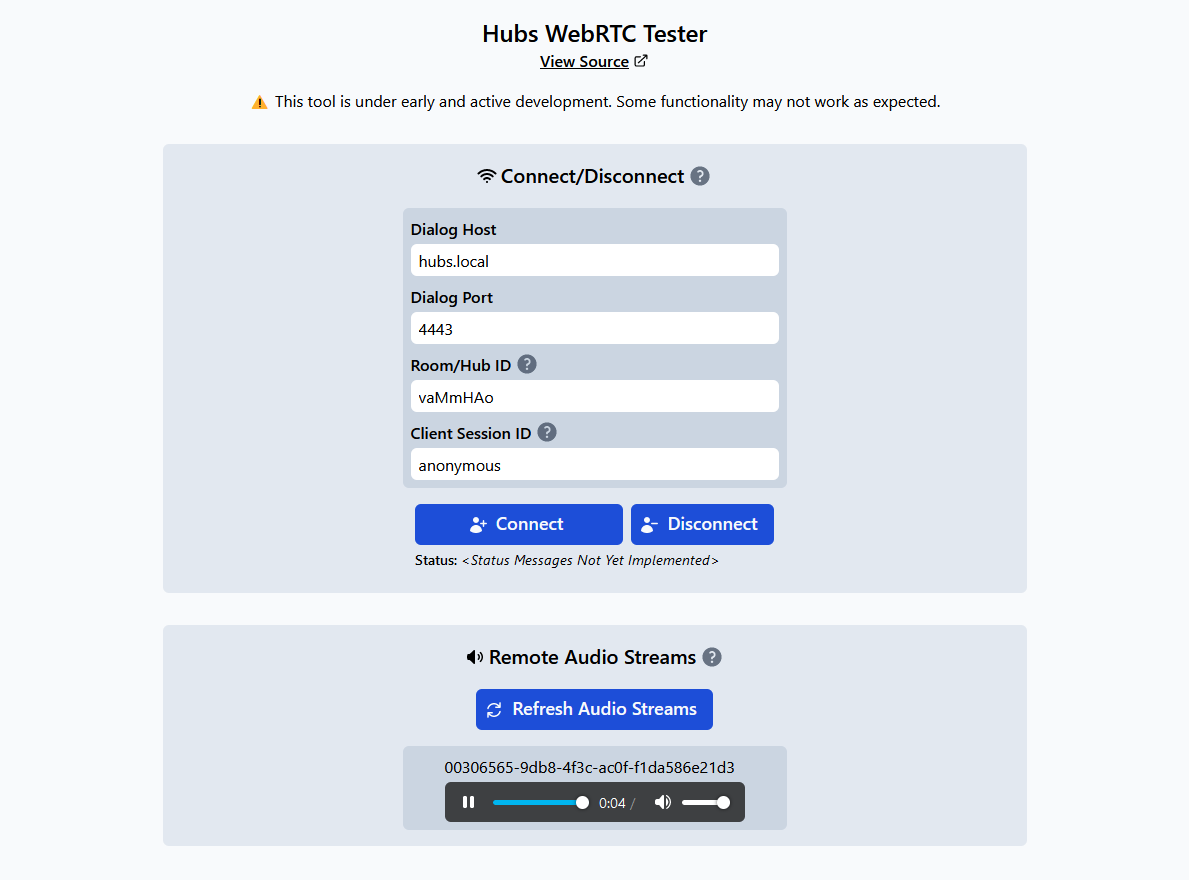 Hubs WebRTC Tester
View Source
⚠️ This tool is under early and active development. Some functionality may not work as expected.
Connect/Disconnect ?
Dialog Host
hubs.local
Dialog Port
4443
Room/Hub ID ?
vaMmHAo
Client Session ID ?
anonymous
Connect Disconnect
Status: <Status Messages Not Yet Implemented>
Remote Audio Streams ?
Refresh Audio Streams
00306565-9db8-4f3c-ac0f-f1da586e21d3
0:04 /